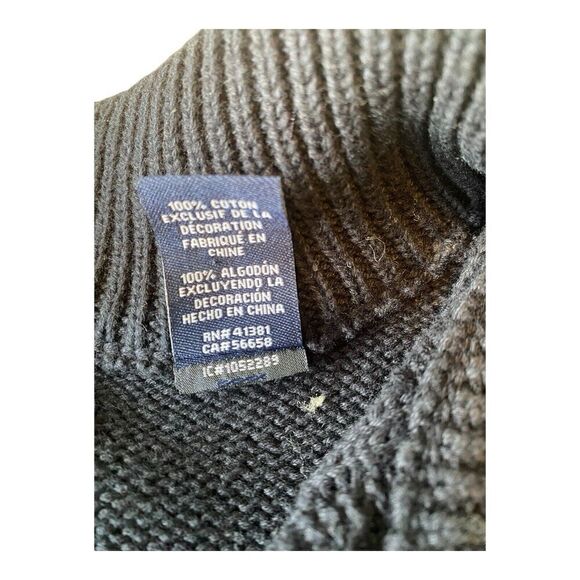 100% COTON
EXCLUSIF DE LA
DÉCORATION
FABRIQUÉ EN
CHINE
100% ALGODÓN
EXCLUYENDO LA
DECORACIÓN
HECHO EN CHINA
RN# 41381
CA#56658
IC#1052289